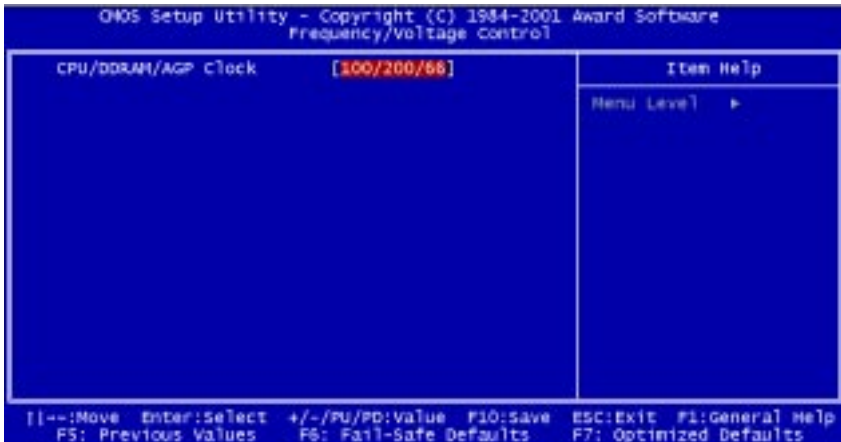 CMOS Setup Utility - Copyright (C) 1984-2001 Award Software
Frequency/Voltage Control
CPU/DDRAM/AGP Clock [100/200/66]
Item Help
Menu Level ►
↑↓→←:Move Enter:Select +/-/PU/PD:Value F10:Save ESC:Exit F1:General Help
F5: Previous Values F6: Fail-Safe Defaults F7: Optimized Defaults